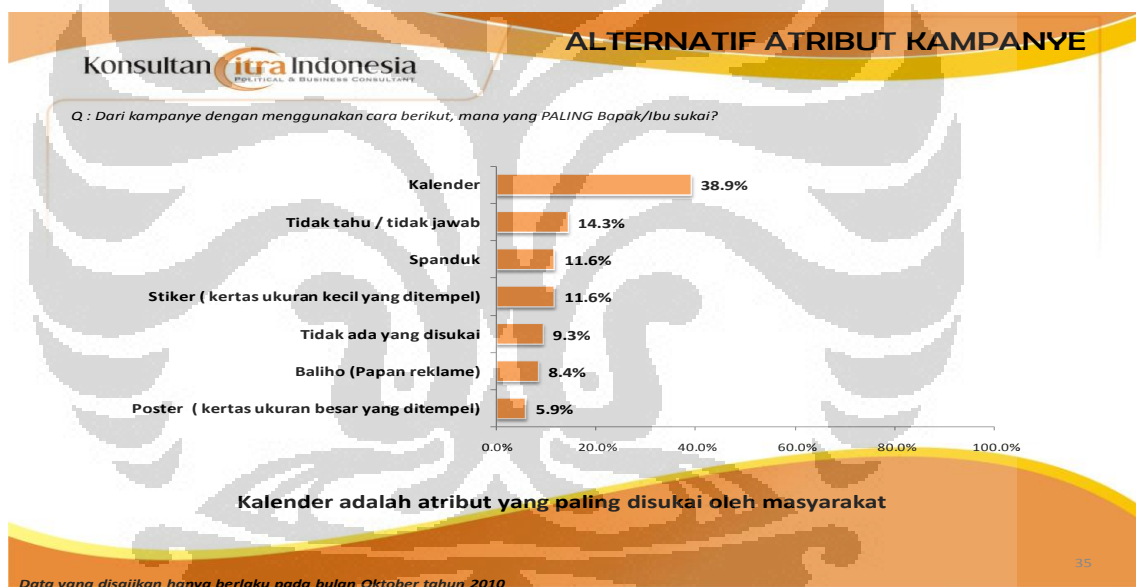 ALTERNATIF ATRIBUT KAMPANYE
Konsultan Citra Indonesia
POLITICAL & BUSINESS CONSULTANT
Q : Dari kampanye dengan menggunakan cara berikut, mana yang PALING Bapak/Ibu sukai?
Kalender 38.9%
Tidak tahu / tidak jawab 14.3%
Spanduk 11.6%
Stiker ( kertas ukuran kecil yang ditempel) 11.6%
Tidak ada yang disukai 9.3%
Baliho (Papan reklame) 8.4%
Poster ( kertas ukuran besar yang ditempel) 5.9%
0.0% 20.0% 40.0% 60.0% 80.0% 100.0%
Kalender adalah atribut yang paling disukai oleh masyarakat
35
Data yang disajikan hanya berlaku pada bulan Oktober tahun 2010